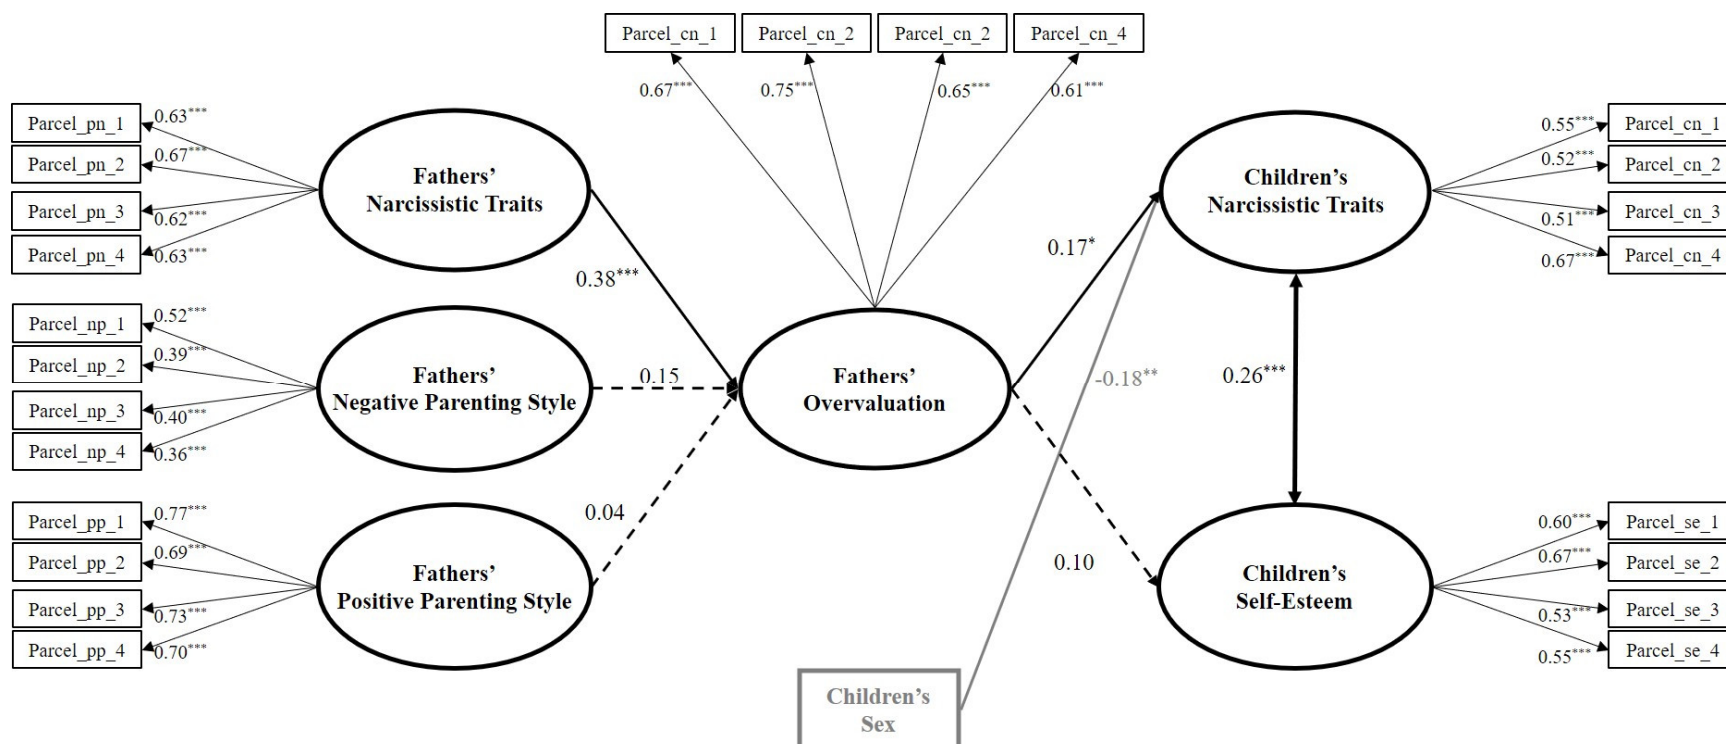 Parcel_cn_1
Parcel_cn_2
Parcel_cn_2
Parcel_cn_4
0.67***
0.75***
0.65***
0.61***
Parcel_pn_1
Parcel_pn_2
Parcel_pn_3
Parcel_pn_4
0.63***
0.67***
0.62***
0.63***
Fathers’
Narcissistic Traits
0.38***
Parcel_np_1
Parcel_np_2
Parcel_np_3
Parcel_np_4
0.52***
0.39***
0.40***
0.36***
Fathers’
Negative Parenting Style
0.15
Parcel_pp_1
Parcel_pp_2
Parcel_pp_3
Parcel_pp_4
0.77***
0.69***
0.73***
0.70***
Fathers’
Positive Parenting Style
0.04
Fathers’
Overvaluation
0.17*
-0.18**
0.10
Children’s
Narcissistic Traits
0.55***
0.52***
0.51***
0.67***
Parcel_cn_1
Parcel_cn_2
Parcel_cn_3
Parcel_cn_4
0.26***
Children’s
Self-Esteem
0.60***
0.67***
0.53***
0.55***
Parcel_se_1
Parcel_se_2
Parcel_se_3
Parcel_se_4
Children’s
Sex